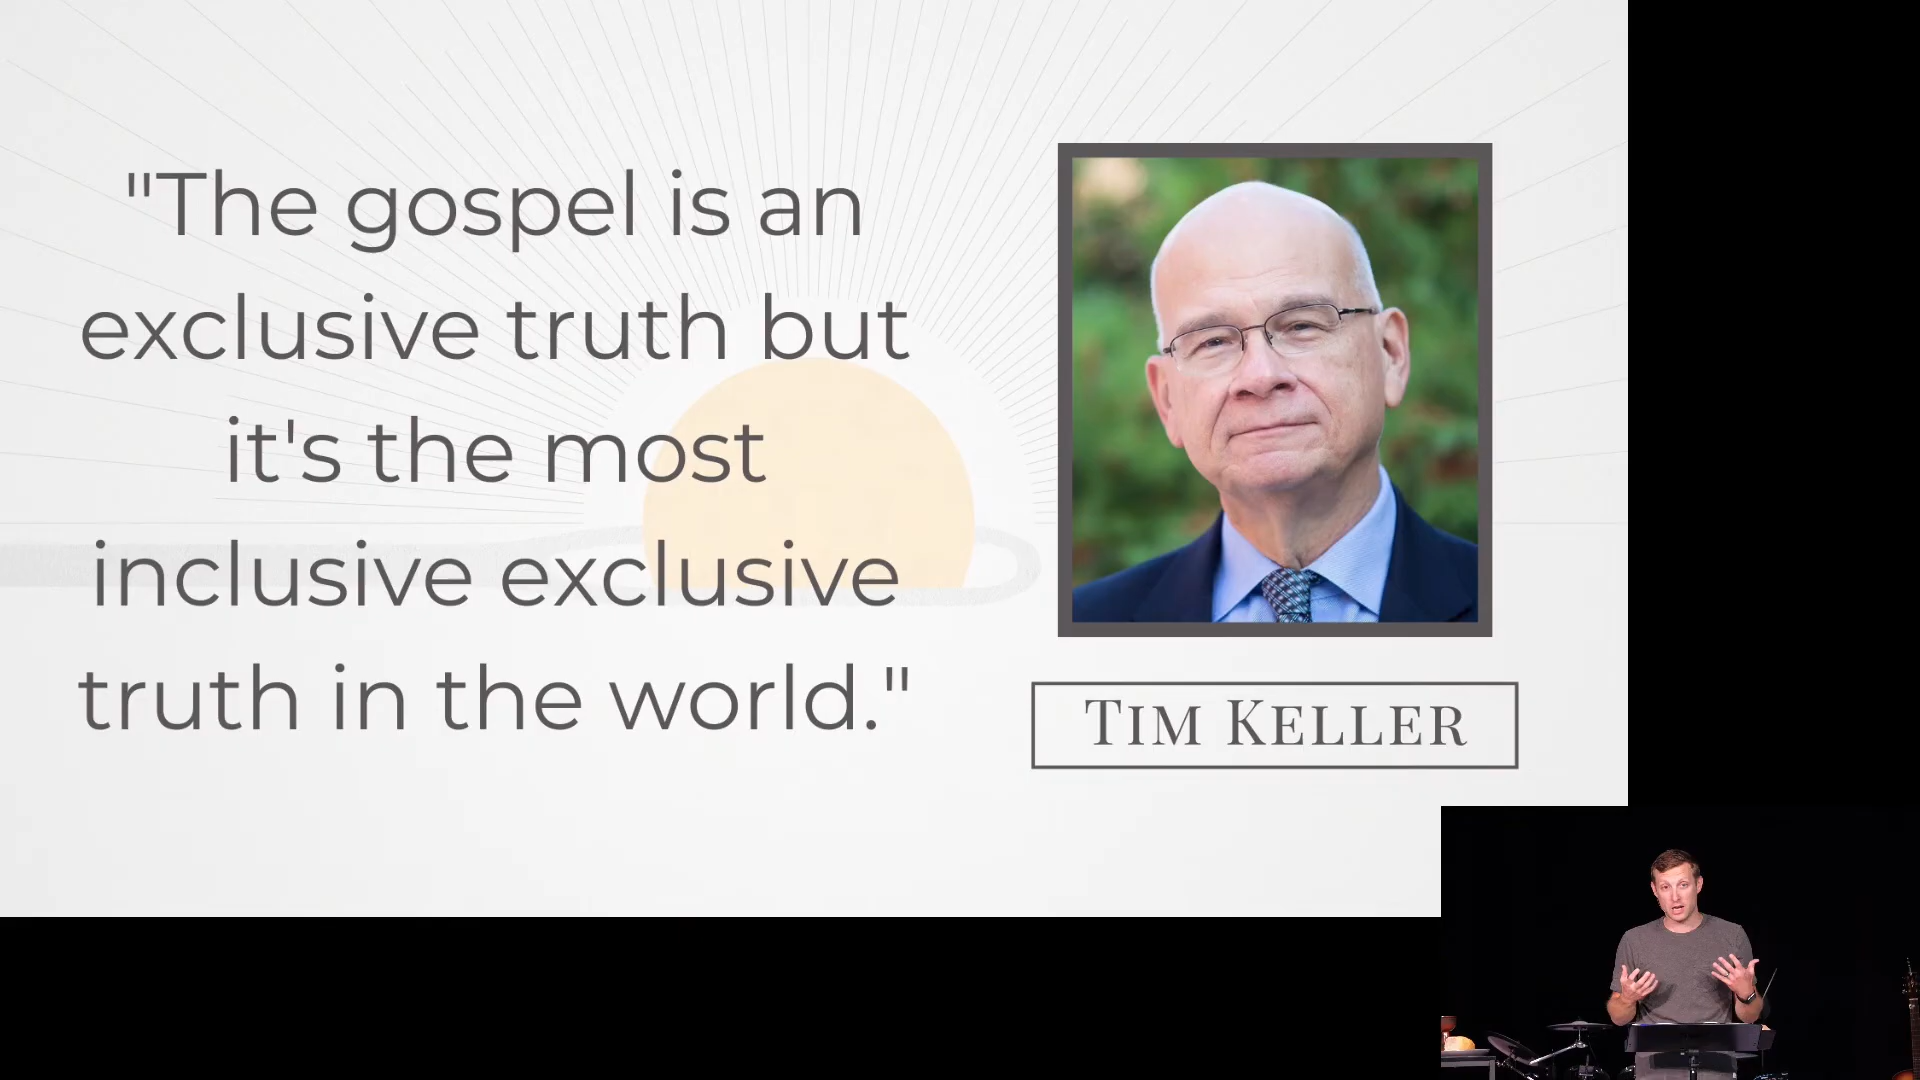 "The gospel is an
exclusive truth but
it's the most
inclusive exclusive
truth in the world."
TIM KELLER